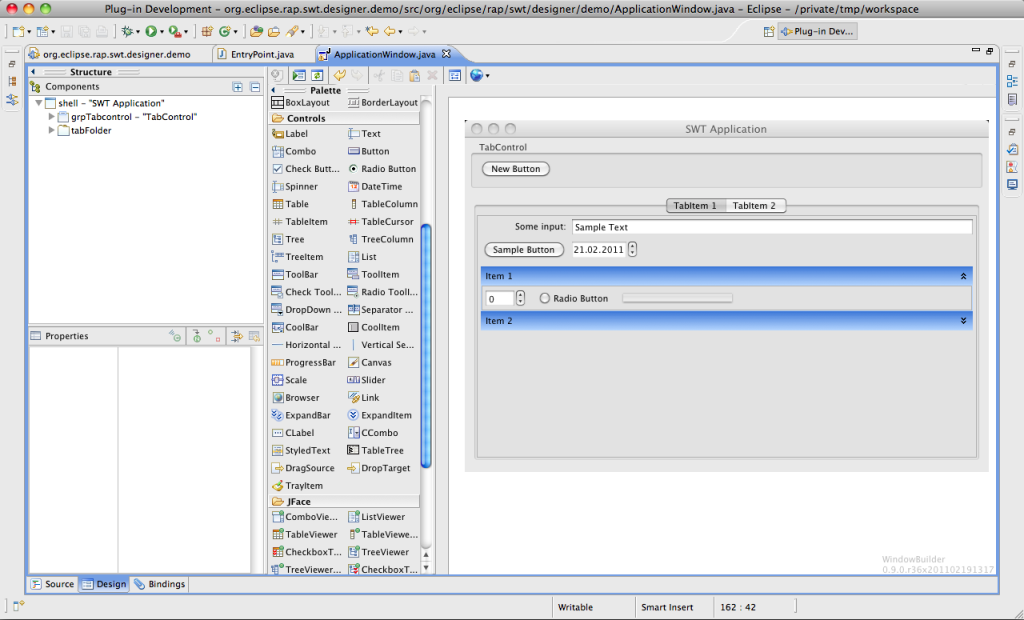 Plug-in Development - org.eclipse.rap.swt.designer.demo/src/org/eclipse/rap/swt/designer/demo/ApplicationWindow.java - Eclipse - /private/tmp/workspace
Plug-in Dev...
org.eclipse.rap.swt.designer.demo
EntryPoint.java
ApplicationWindow.java
Structure
Components
shell - "SWT Application"
grpTabcontrol - "TabControl"
tabFolder
Properties
Palette
BoxLayout BorderLayout
Controls
Label Text
Combo Button
Check Butt... Radio Button
Spinner DateTime
Table TableColumn
TableItem TableCursor
Tree TreeColumn
TreeItem List
ToolBar ToolItem
Check Tool... Radio ToolI...
DropDown ... Separator ...
CoolBar CoolItem
Horizontal ... Vertical Se...
ProgressBar Canvas
Scale Slider
Browser Link
ExpandBar ExpandItem
CLabel CCombo
StyledText TableTree
DragSource DropTarget
TrayItem
JFace
ComboVie... ListViewer
TableViewer TableViewe...
CheckboxT... TreeViewer
TreeViewer... CheckboxT...
SWT Application
TabControl
New Button
TabItem 1 TabItem 2
Some input: Sample Text
Sample Button 21.02.2011
Item 1
0 Radio Button
Item 2
WindowBuilder
0.9.0.r36x201102191317
Source Design Bindings
Writable Smart Insert 162 : 42